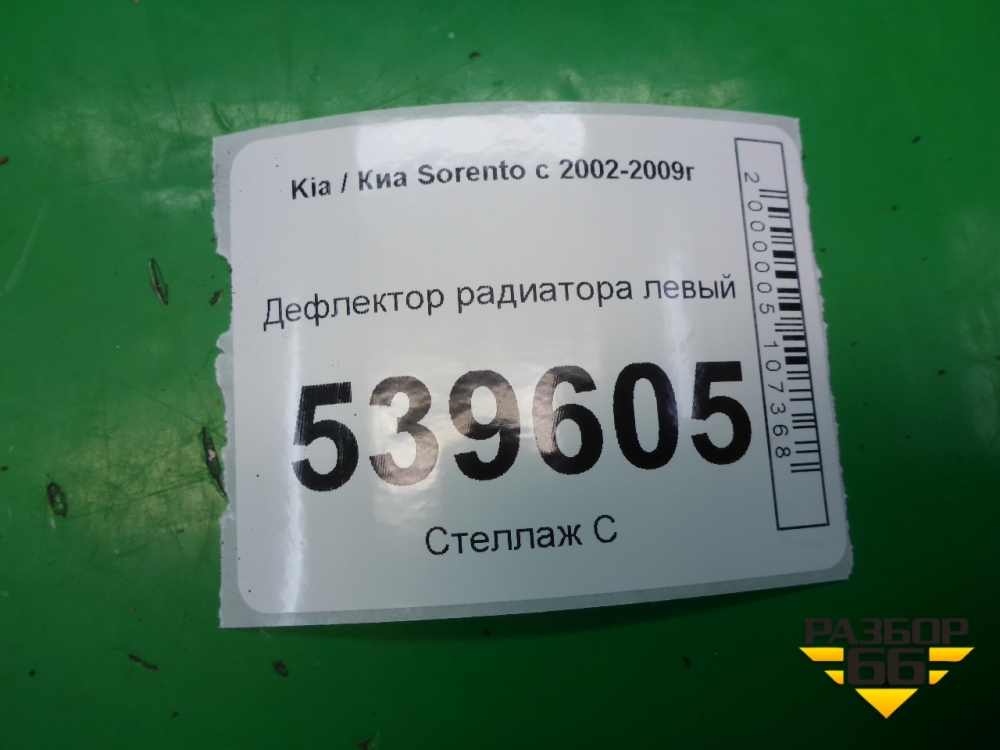 Kia / Киа Sorento с 2002-2009г
Дефлектор радиатора левый
539605
Стеллаж С
2000005107368
РАЗБОР
66